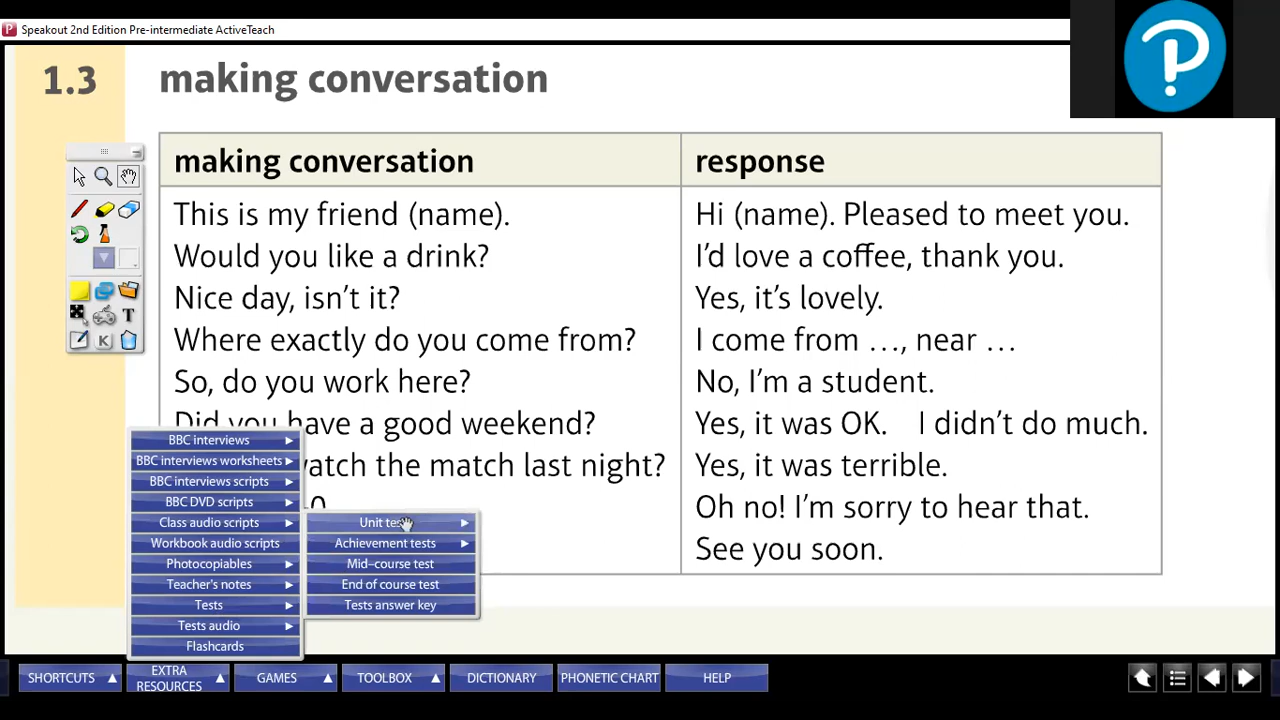 Speakout 2nd Edition Pre-intermediate ActiveTeach
1.3 making conversation
making conversation response
This is my friend (name). Hi (name). Pleased to meet you.
Would you like a drink? I'd love a coffee, thank you.
Nice day, isn't it? Yes, it's lovely.
Where exactly do you come from? I come from …, near …
So, do you work here? No, I'm a student.
Did you have a good weekend? Yes, it was OK. I didn't do much.
watch the match last night? Yes, it was terrible.
Oh no! I'm sorry to hear that.
See you soon.
T
K
BBC interviews
BBC interviews worksheets
BBC interviews scripts
BBC DVD scripts
Class audio scripts
Workbook audio scripts
Photocopiables
Teacher's notes
Tests
Tests audio
Flashcards
Unit
Achievement tests
Mid-course test
End of course test
Tests answer key
SHORTCUTS EXTRA RESOURCES GAMES TOOLBOX DICTIONARY PHONETIC CHART HELP